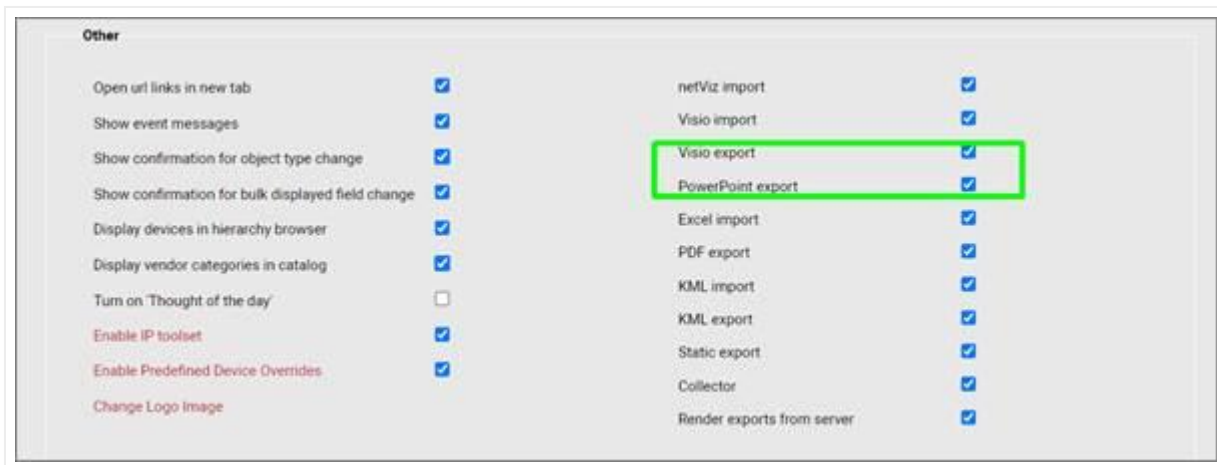 Other
Open url links in new tab
Show event messages
Show confirmation for object type change
Show confirmation for bulk displayed field change
Display devices in hierarchy browser
Display vendor categories in catalog
Turn on 'Thought of the day'
Enable IP toolset
Enable Predefined Device Overrides
Change Logo Image
netViz import
Visio import
Visio export
PowerPoint export
Excel import
PDF export
KML import
KML export
Static export
Collector
Render exports from server